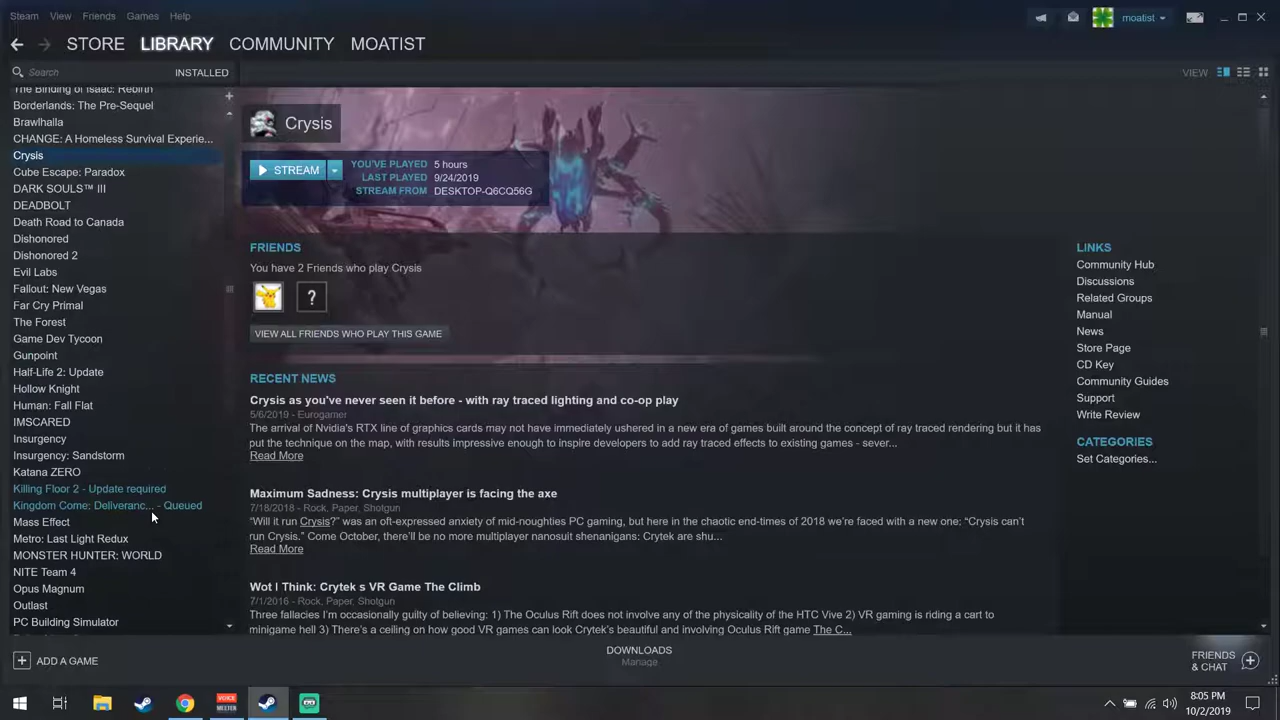 Steam View Friends Games Help
moatist
STORE LIBRARY COMMUNITY MOATIST
Search INSTALLED
VIEW
The Binding of Isaac: Rebirth
Borderlands: The Pre-Sequel
Brawlhalla
CHANGE: A Homeless Survival Experie...
Crysis
Cube Escape: Paradox
DARK SOULS™ III
DEADBOLT
Death Road to Canada
Dishonored
Dishonored 2
Evil Labs
Fallout: New Vegas
Far Cry Primal
The Forest
Game Dev Tycoon
Gunpoint
Half-Life 2: Update
Hollow Knight
Human: Fall Flat
IMSCARED
Insurgency
Insurgency: Sandstorm
Katana ZERO
Killing Floor 2 - Update required
Kingdom Come: Deliveranc... - Queued
Mass Effect
Metro: Last Light Redux
MONSTER HUNTER: WORLD
NITE Team 4
Opus Magnum
Outlast
PC Building Simulator
Crysis
STREAM
YOU'VE PLAYED 5 hours
LAST PLAYED 9/24/2019
STREAM FROM DESKTOP-Q6CQ56G
FRIENDS
You have 2 Friends who play Crysis
?
VIEW ALL FRIENDS WHO PLAY THIS GAME
RECENT NEWS
Crysis as you've never seen it before - with ray traced lighting and co-op play
5/6/2019 - Eurogamer
The arrival of Nvidia's RTX line of graphics cards may not have immediately ushered in a new era of games built around the concept of ray traced rendering but it has
put the technique on the map, with results impressive enough to inspire developers to add ray traced effects to existing games - sever...
Read More
Maximum Sadness: Crysis multiplayer is facing the axe
7/18/2018 - Rock, Paper, Shotgun
“Will it run Crysis?” was an oft-expressed anxiety of mid-noughties PC gaming, but here in the chaotic end-times of 2018 we're faced with a new one: “Crysis can't
run Crysis.” Come October, there'll be no more multiplayer nanosuit shenanigans: Crytek are shu...
Read More
Wot I Think: Crytek s VR Game The Climb
7/1/2016 - Rock, Paper, Shotgun
Three fallacies I'm occasionally guilty of believing: 1) The Oculus Rift does not involve any of the physicality of the HTC Vive 2) VR gaming is riding a cart to
minigame hell 3) There's a ceiling on how good VR games can look Crytek's beautiful and involving Oculus Rift game The C...
LINKS
Community Hub
Discussions
Related Groups
Manual
News
Store Page
CD Key
Community Guides
Support
Write Review
CATEGORIES
Set Categories...
ADD A GAME
DOWNLOADS
Manage
FRIENDS
& CHAT
VOICE
MEETER
8:05 PM
10/2/2019